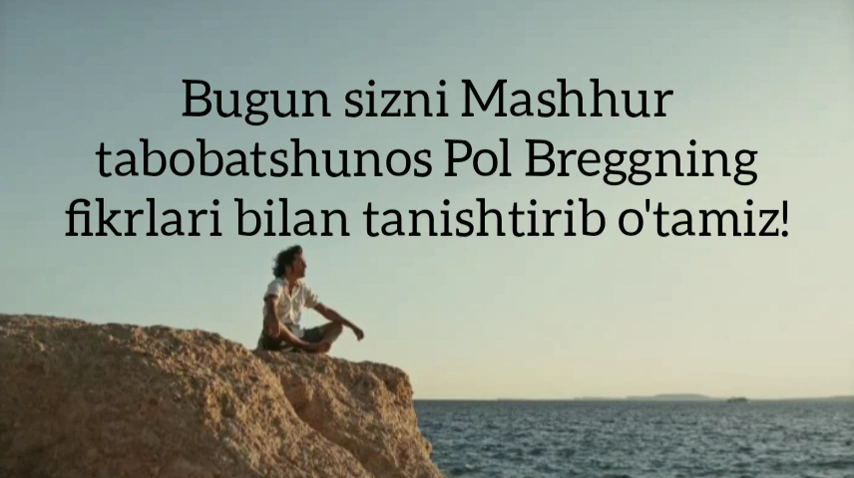 Bugun sizni Mashhur
tabobatshunos Pol Breggning
fikrlari bilan tanishtirib o'tamiz!